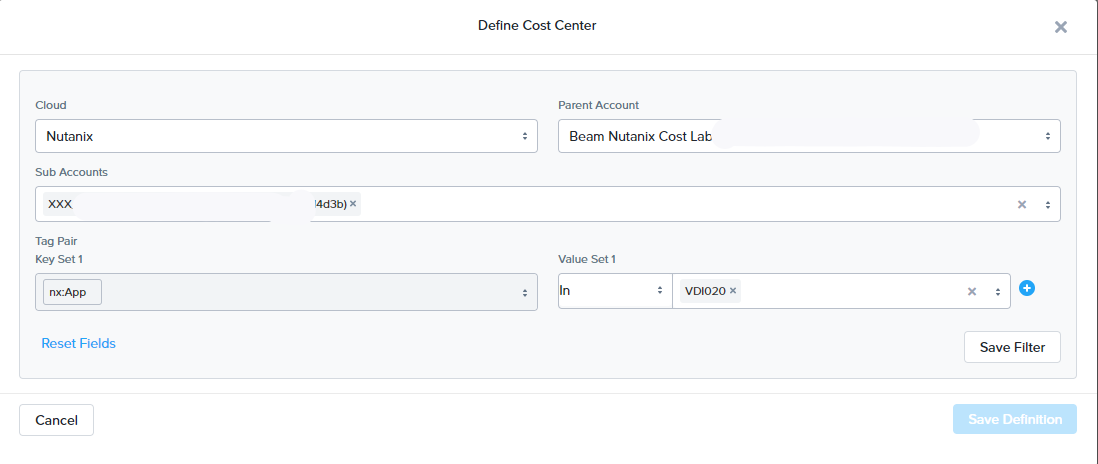 Define Cost Center
Cloud
Parent Account
Nutanix
Beam Nutanix Cost Lab
Sub Accounts
XXX 4d3b) ×
Tag Pair
Key Set 1
Value Set 1
nx:App
In
VDI020 ×
Reset Fields
Save Filter
Cancel
Save Definition